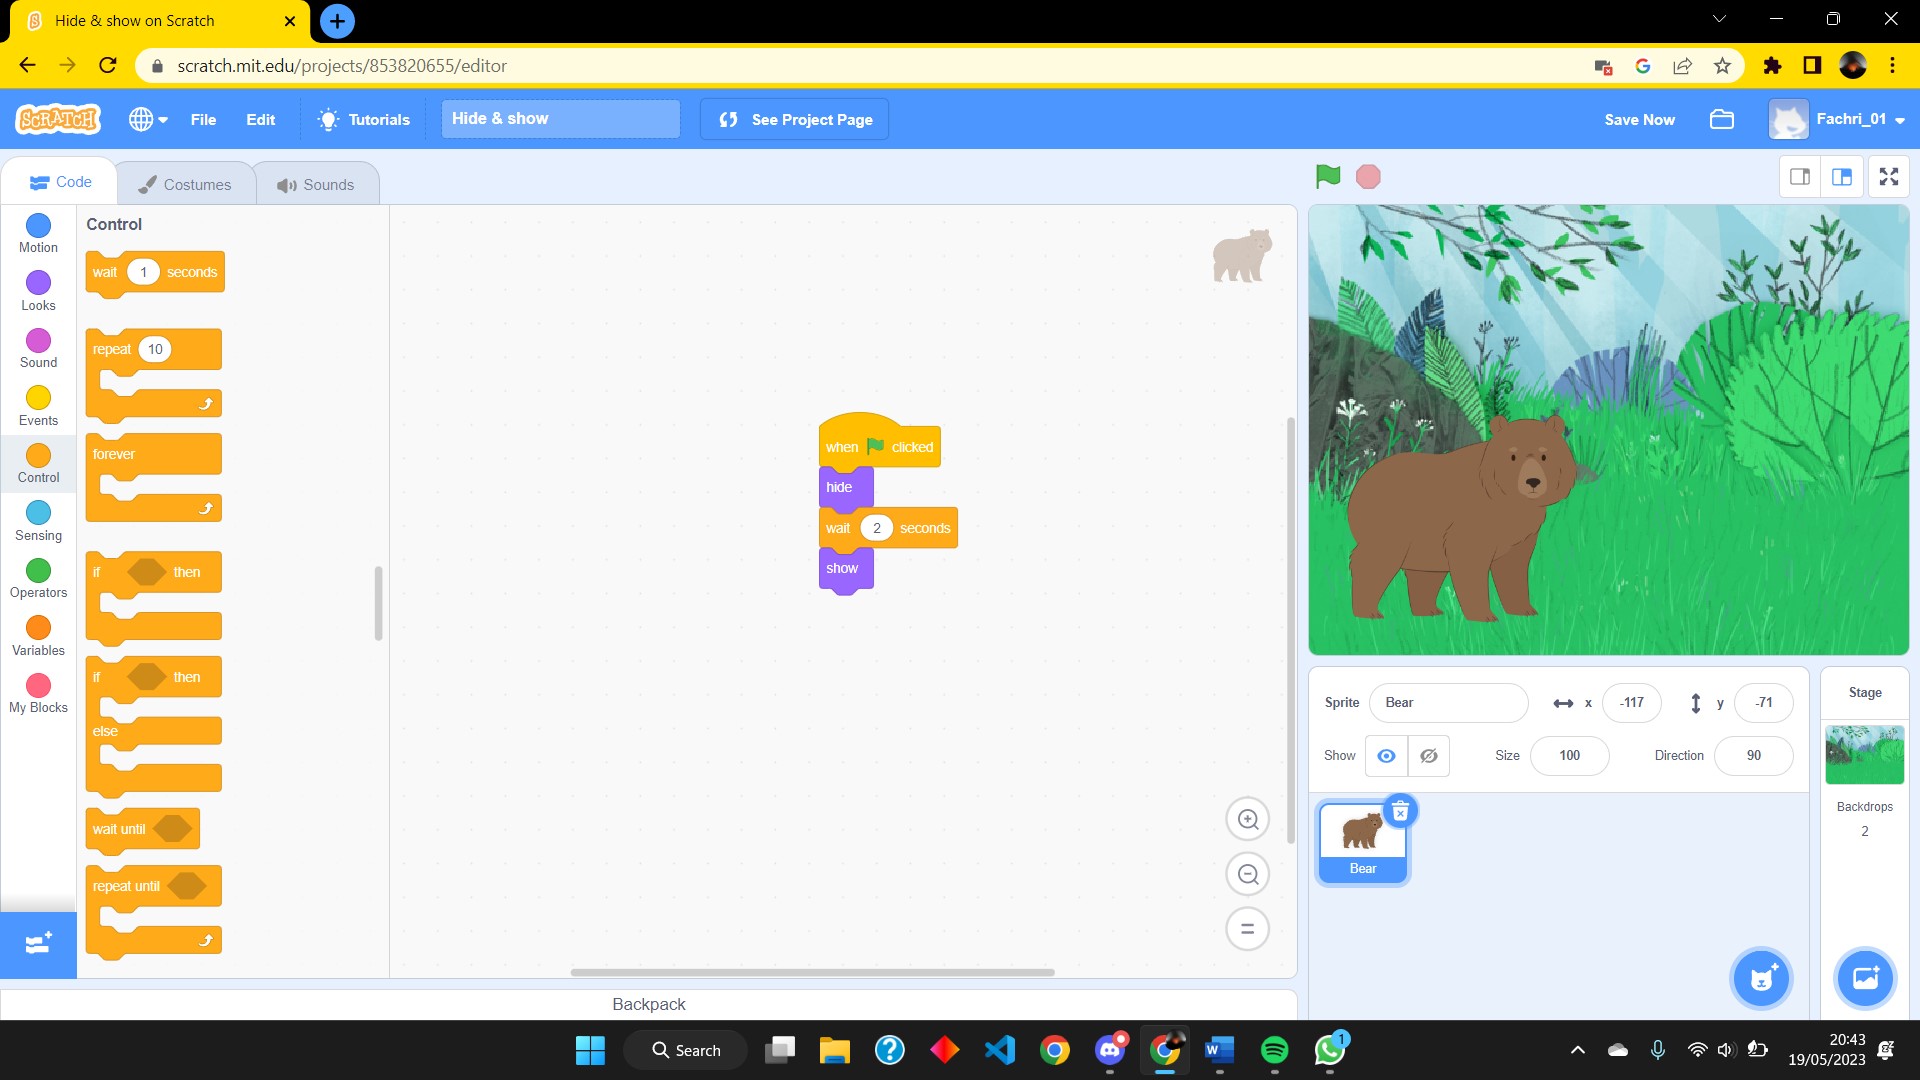 Hide & show on Scratch
scratch.mit.edu/projects/853820655/editor
SCRATCH File Edit Tutorials Hide & show See Project Page Save Now Fachri_01
Code Costumes Sounds
Motion
Looks
Sound
Events
Control
Sensing
Operators
Variables
My Blocks
Control
wait 1 seconds
repeat 10
forever
if then
if then
else
wait until
repeat until
when clicked
hide
wait 2 seconds
show
Sprite Bear x -117 y -71
Show Size 100 Direction 90
Bear
Stage
Backdrops
2
Backpack
Search
1
W
20:43
19/05/2023